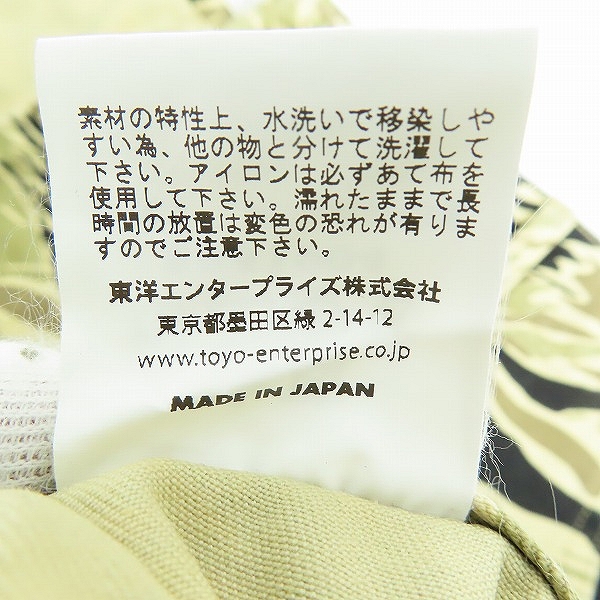 素材の特性上、水洗いで移染しや
すい為、他の物と分けて洗濯して
下さい。アイロンは必ずあて布を
使用して下さい。濡れたままで長
時間の放置は変色の恐れが有りま
すのでご注意下さい。
東洋エンタープライズ株式会社
東京都墨田区緑 2-14-12
www.toyo-enterprise.co.jp
MADE IN JAPAN